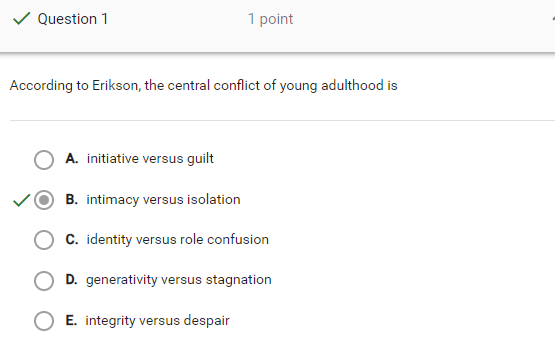 Question 1 1 point
According to Erikson, the central conflict of young adulthood is
A. initiative versus guilt
B. intimacy versus isolation
C. identity versus role confusion
D. generativity versus stagnation
E. integrity versus despair